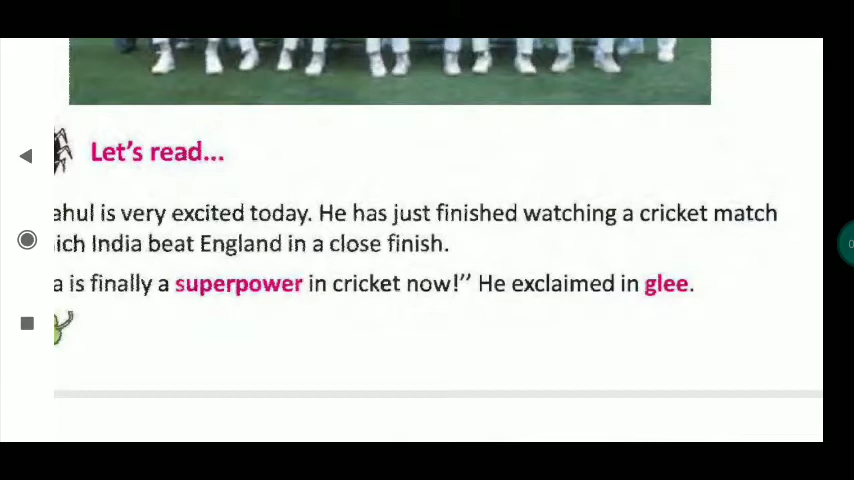 Let's read...
ahul is very excited today. He has just finished watching a cricket match
ich India beat England in a close finish.
a is finally a superpower in cricket now!'' He exclaimed in glee.